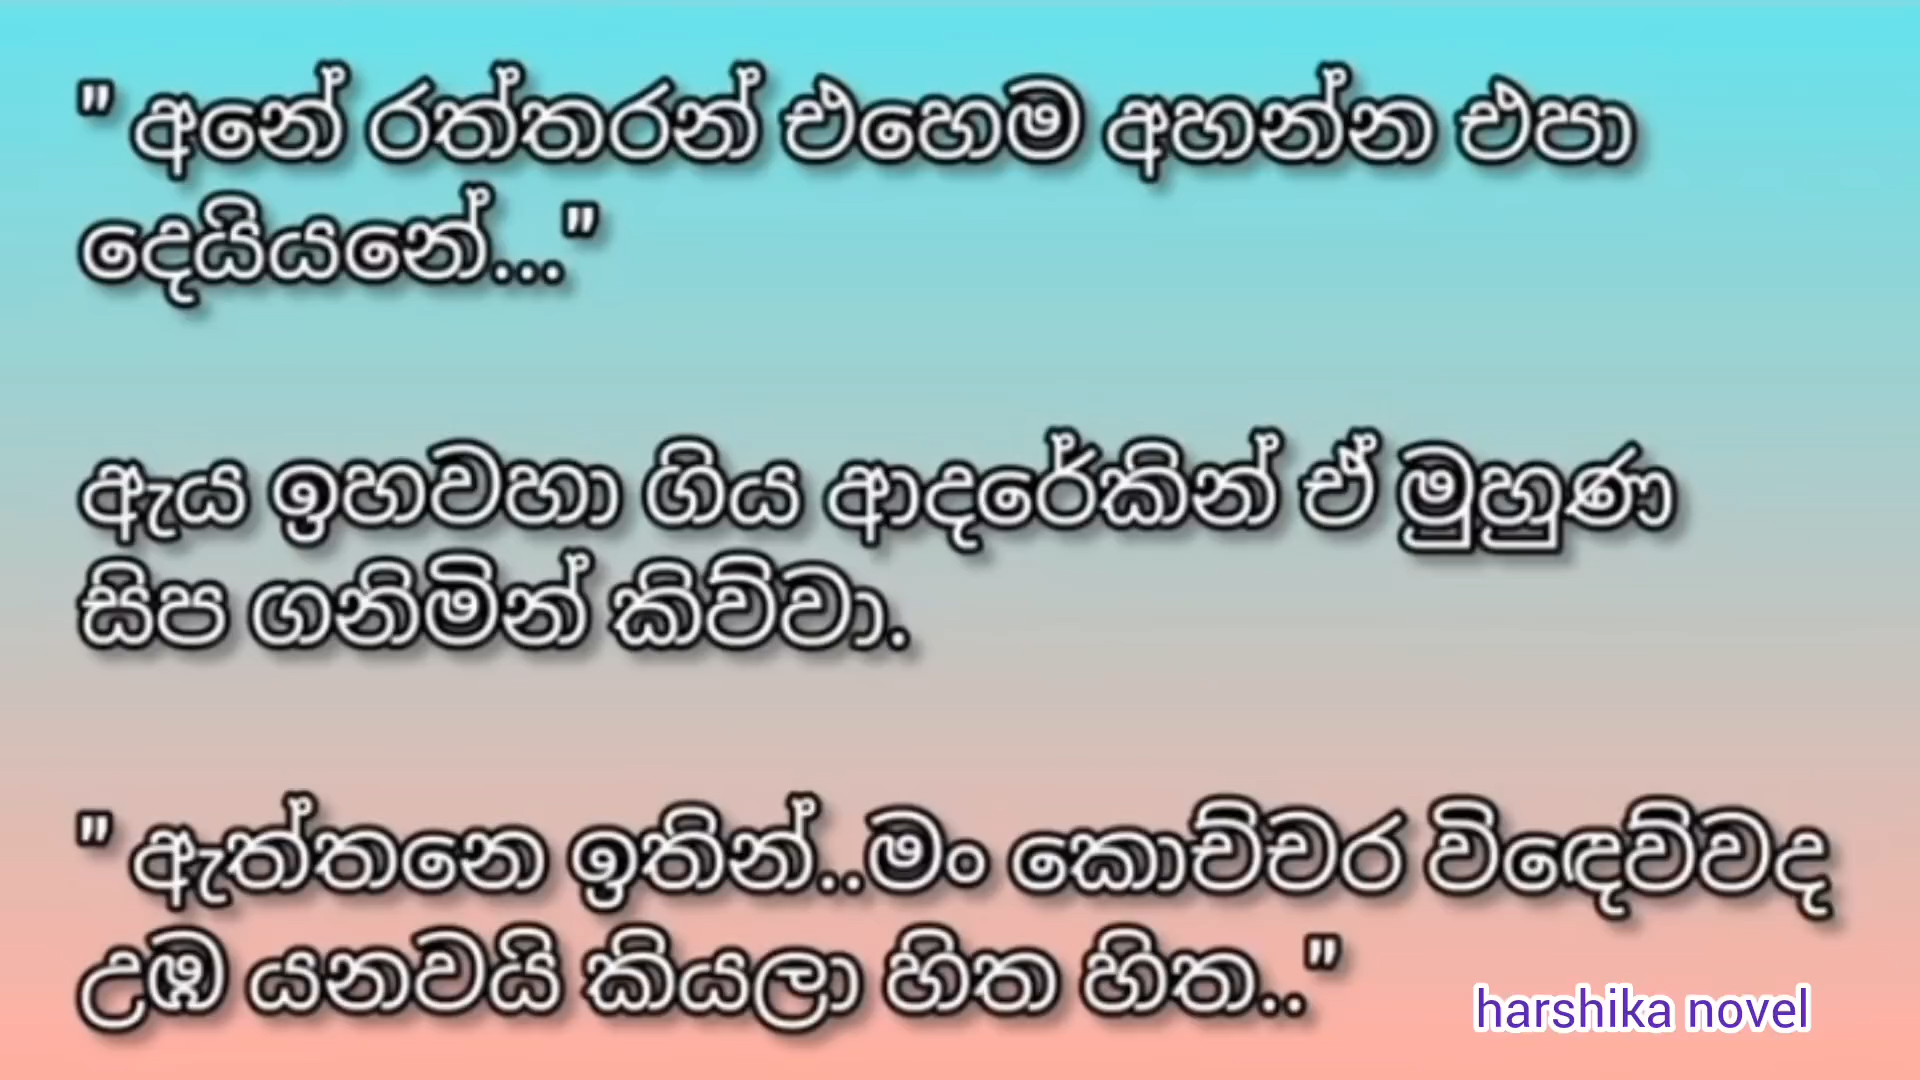 " අනේ රත්තරන් එහෙම අහන්න එපා
දෙයියනේ..."
ඇය ඉහවහා ගිය ආදරේකින් ඒ මුහුණ
සිප ගනිමින් කිව්වා.
" ඇත්තනෙ ඉතින්..මං කොච්චර වින්‍දෙව්වද
උඹ යනවයි කියලා හිත හිත.."
harshika novel